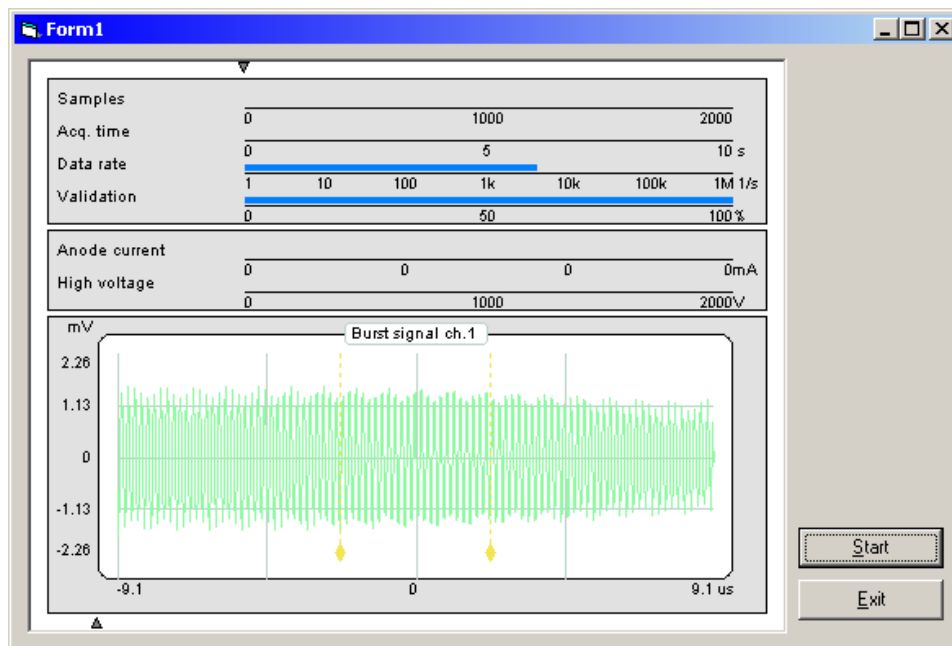 Form1
Samples
0 1000 2000
Acq. time
0 5 10 s
Data rate
1 10 100 1k 10k 100k 1M 1/s
Validation
0 50 100 %
Anode current
0 0 0 0mA
High voltage
0 1000 2000V
mV
Burst signal ch.1
2.26
1.13
0
-1.13
-2.26
-9.1 0 9.1 us
Start
Exit